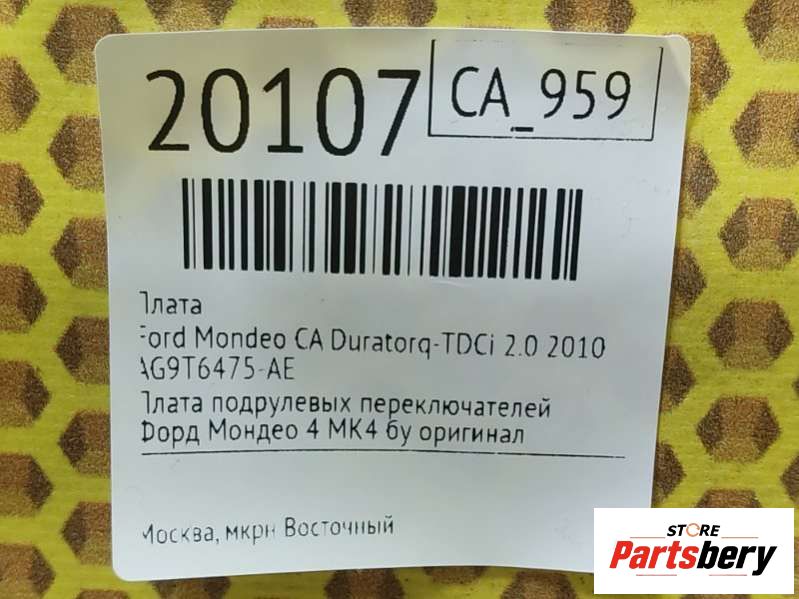 20107
CA_959
Плата
Ford Mondeo CA Duratorq-TDCi 2.0 2010
AG9T6475-AE
Плата подрулевых переключателей
Форд Мондео 4 МК4 бу оригинал
Москва, мкрн Восточный
STORE
Partsbery